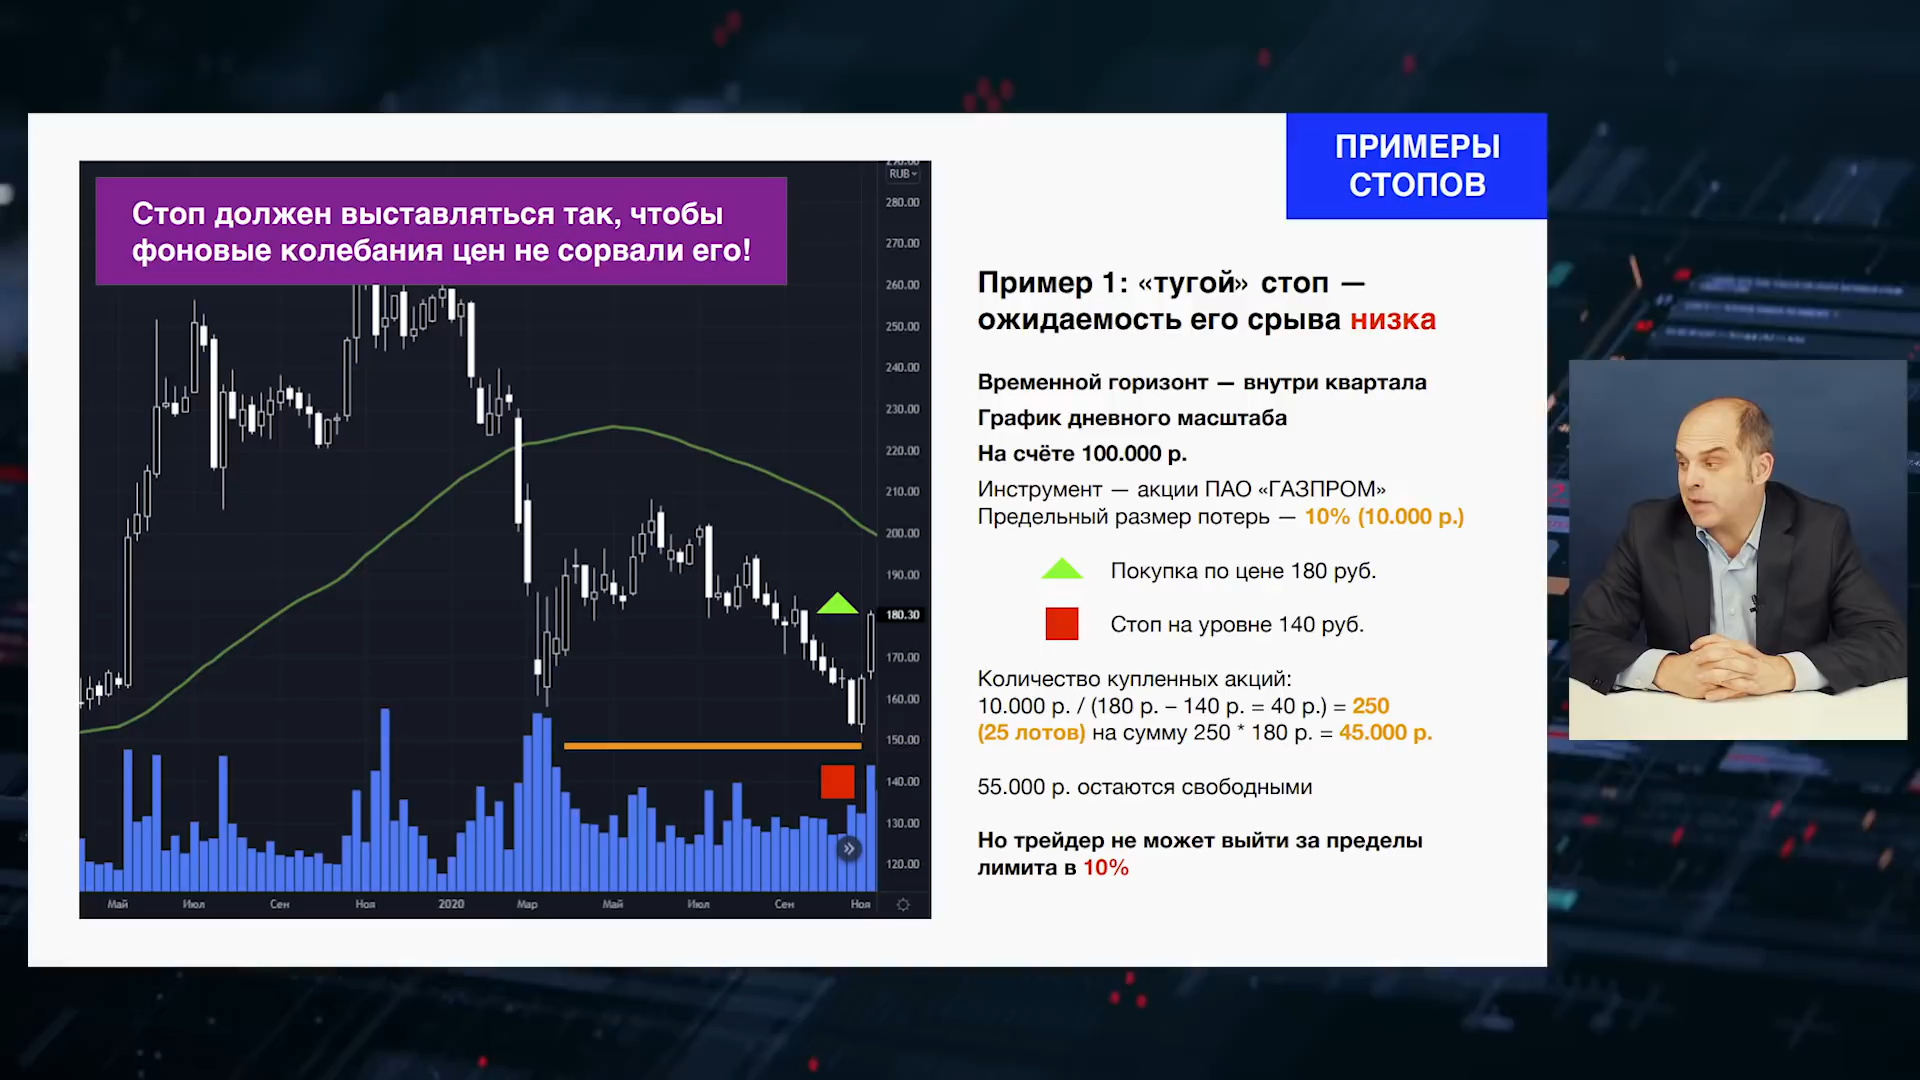 ПРИМЕРЫ
СТОПОВ
Стоп должен выставляться так, чтобы
фоновые колебания цен не сорвали его!
RUB
280.00
270.00
260.00
250.00
240.00
230.00
220.00
210.00
200.00
190.00
180.30
170.00
160.00
150.00
140.00
130.00
120.00
Май
Июл
Сен
Ноя
2020
Мар
Май
Июл
Сен
Ноя
Пример 1: «тугой» стоп —
ожидаемость его срыва низка
Временной горизонт — внутри квартала
График дневного масштаба
На счёте 100.000 р.
Инструмент — акции ПАО «ГАЗПРОМ»
Предельный размер потерь — 10% (10.000 р.)
Покупка по цене 180 руб.
Стоп на уровне 140 руб.
Количество купленных акций:
10.000 р. / (180 р. – 140 р. = 40 р.) = 250
(25 лотов) на сумму 250 * 180 р. = 45.000 р.
55.000 р. остаются свободными
Но трейдер не может выйти за пределы
лимита в 10%